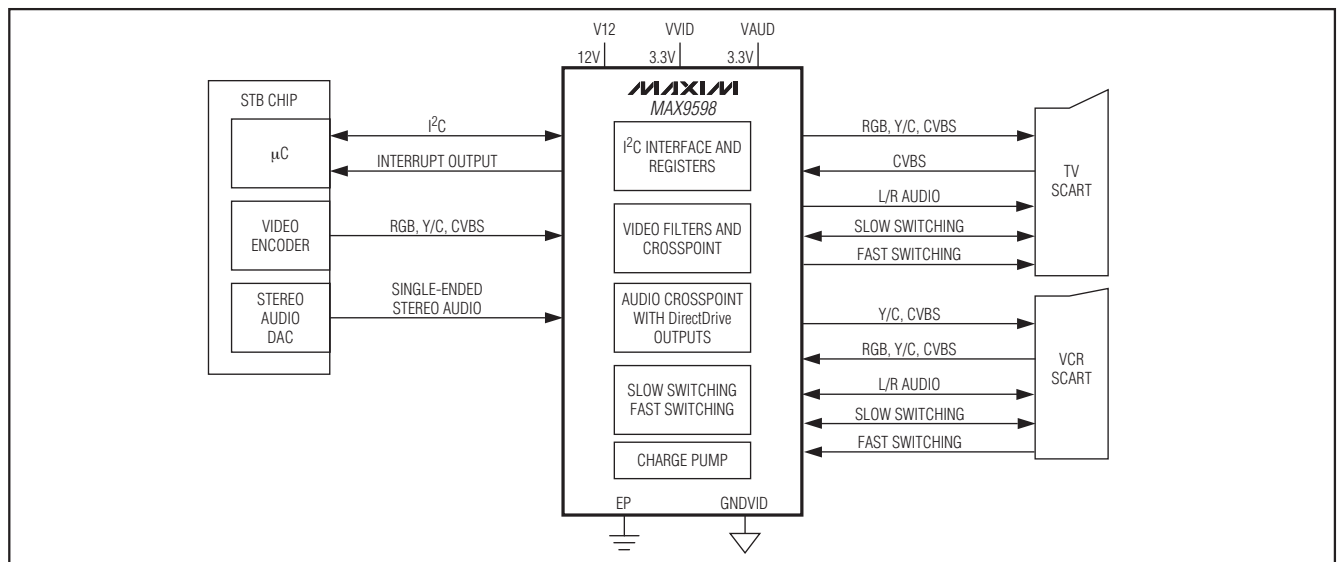 V12 VVID VAUD
12V 3.3V 3.3V
STB CHIP
μC
VIDEO
ENCODER
STEREO
AUDIO
DAC
I²C
INTERRUPT OUTPUT
RGB, Y/C, CVBS
SINGLE-ENDED
STEREO AUDIO
MAXIM
MAX9598
I²C INTERFACE AND
REGISTERS
VIDEO FILTERS AND
CROSSPOINT
AUDIO CROSSPOINT
WITH DirectDrive
OUTPUTS
SLOW SWITCHING
FAST SWITCHING
CHARGE PUMP
EP GNDVID
RGB, Y/C, CVBS
CVBS
L/R AUDIO
SLOW SWITCHING
FAST SWITCHING
TV
SCART
Y/C, CVBS
RGB, Y/C, CVBS
L/R AUDIO
SLOW SWITCHING
FAST SWITCHING
VCR
SCART